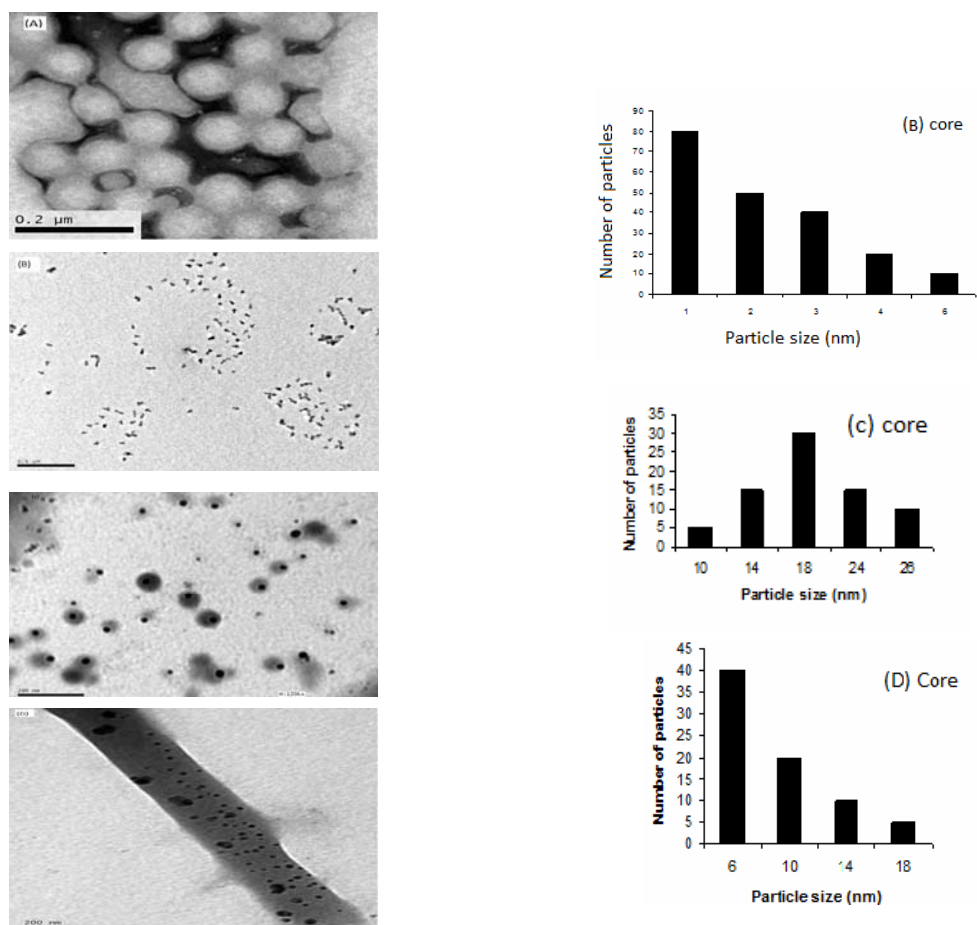 (A)
0.2 µm
(B)
200 nm
(B) core
Number of particles
90
80
70
60
50
40
30
20
10
0
1 2 3 4 6
Particle size (nm)
(c) core
Number of particles
35
30
25
20
15
10
5
0
10 14 18 24 26
Particle size (nm)
(D) Core
Number of particles
45
40
35
30
25
20
15
10
5
0
6 10 14 18
Particle size (nm)